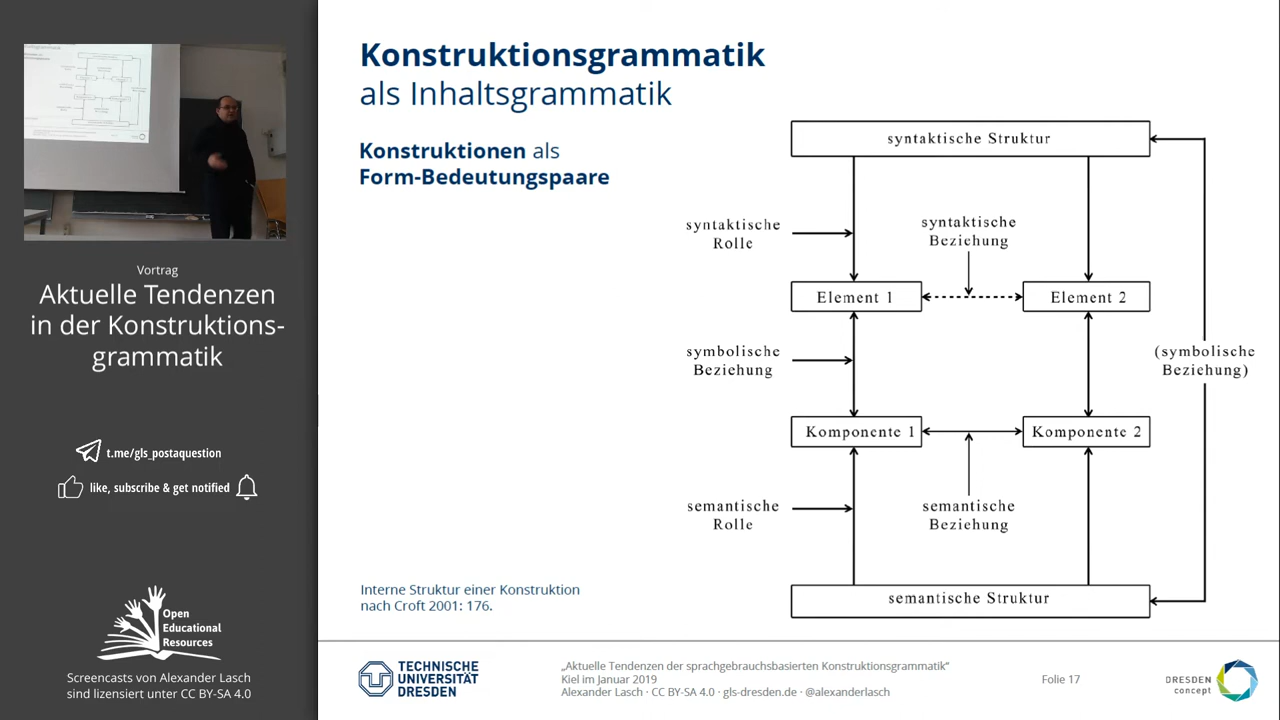 Vortrag
Aktuelle Tendenzen
in der Konstruktions-
grammatik
t.me/gls_postaquestion
like, subscribe & get notified
Open
Educational
Resources
Screencasts von Alexander Lasch
sind lizensiert unter CC BY-SA 4.0
Konstruktionsgrammatik
als Inhaltsgrammatik
Konstruktionen als
Form-Bedeutungspaare
syntaktische Struktur
syntaktische
Rolle
syntaktische
Beziehung
Element 1
Element 2
symbolische
Beziehung
(symbolische
Beziehung)
Komponente 1
Komponente 2
semantische
Rolle
semantische
Beziehung
semantische Struktur
Interne Struktur einer Konstruktion
nach Croft 2001: 176.
TECHNISCHE
UNIVERSITÄT
DRESDEN
„Aktuelle Tendenzen der sprachgebrauchsbasierten Konstruktionsgrammatik“
Kiel im Januar 2019
Alexander Lasch · CC BY-SA 4.0 · gls-dresden.de · @alexanderlasch
Folie 17
DRESDEN
concept